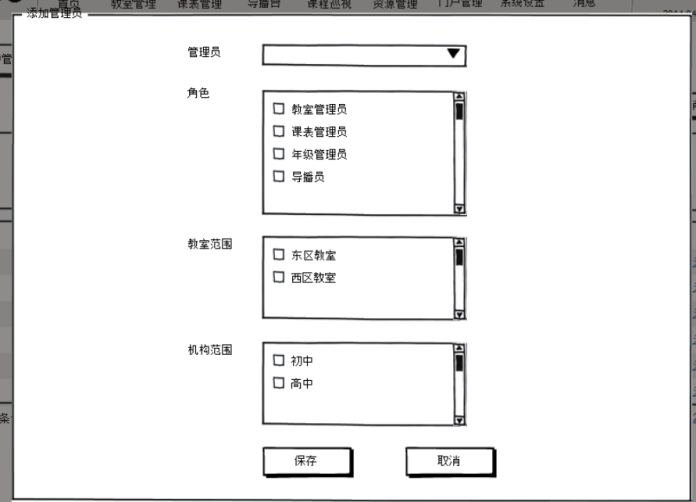 首页 教室管理 课表管理 导播台 课程巡视 资源管理 门户管理 系统设置 消息
添加管理员
管理员
角色
教室管理员
课表管理员
年级管理员
导播员
教室范围
东区教室
西区教室
机构范围
初中
高中
条
保存 取消